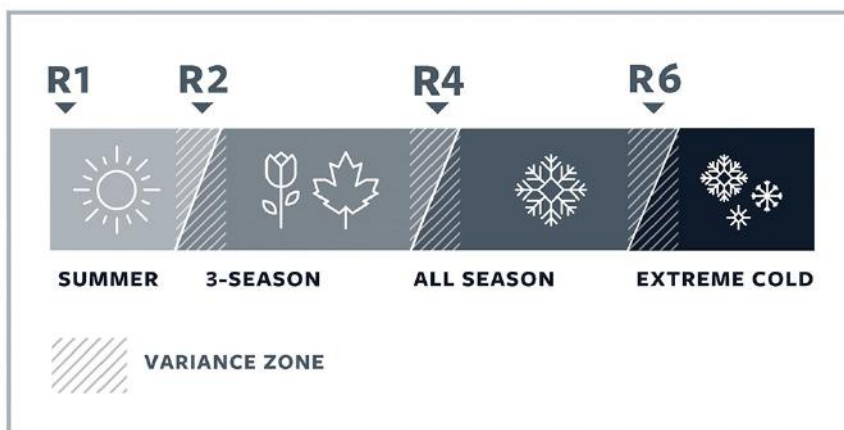 R1 R2 R4 R6
SUMMER 3-SEASON ALL SEASON EXTREME COLD
VARIANCE ZONE